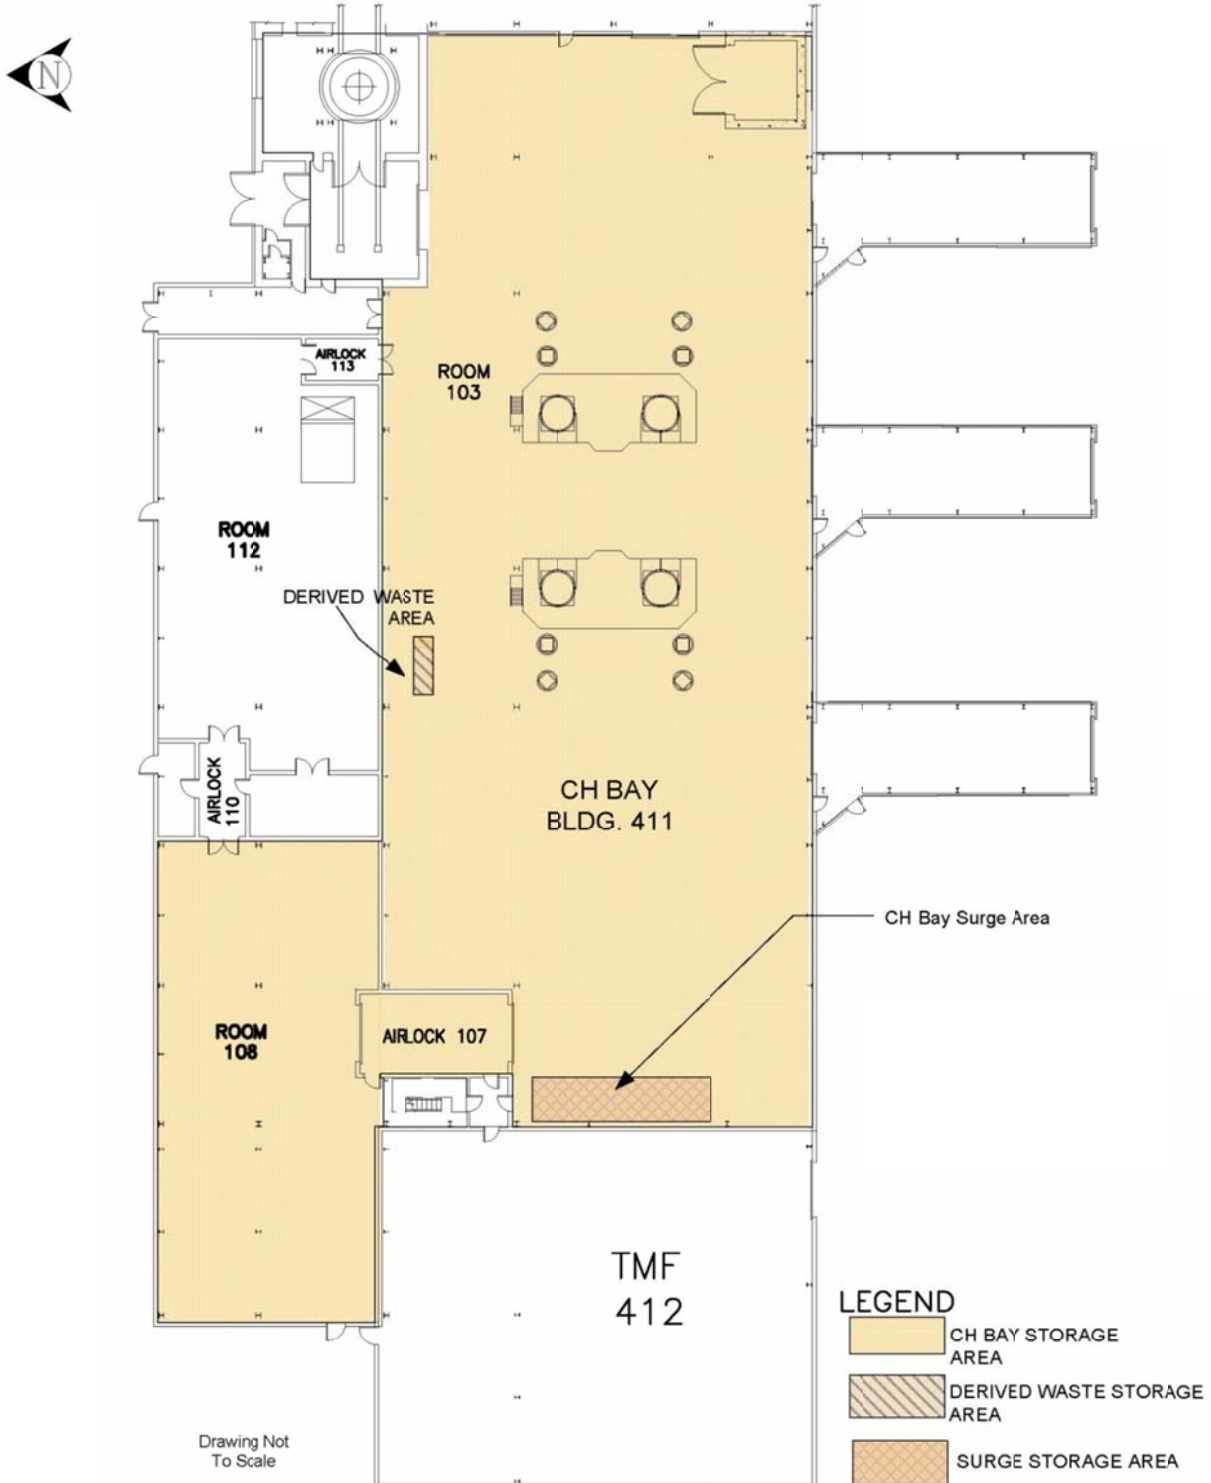 N
AIRLOCK
113
ROOM
103
ROOM
112
DERIVED WASTE
AREA
AIRLOCK
110
CH BAY
BLDG. 411
CH Bay Surge Area
ROOM
108
AIRLOCK 107
TMF
412
LEGEND
CH BAY STORAGE
AREA
DERIVED WASTE STORAGE
AREA
SURGE STORAGE AREA
Drawing Not
To Scale